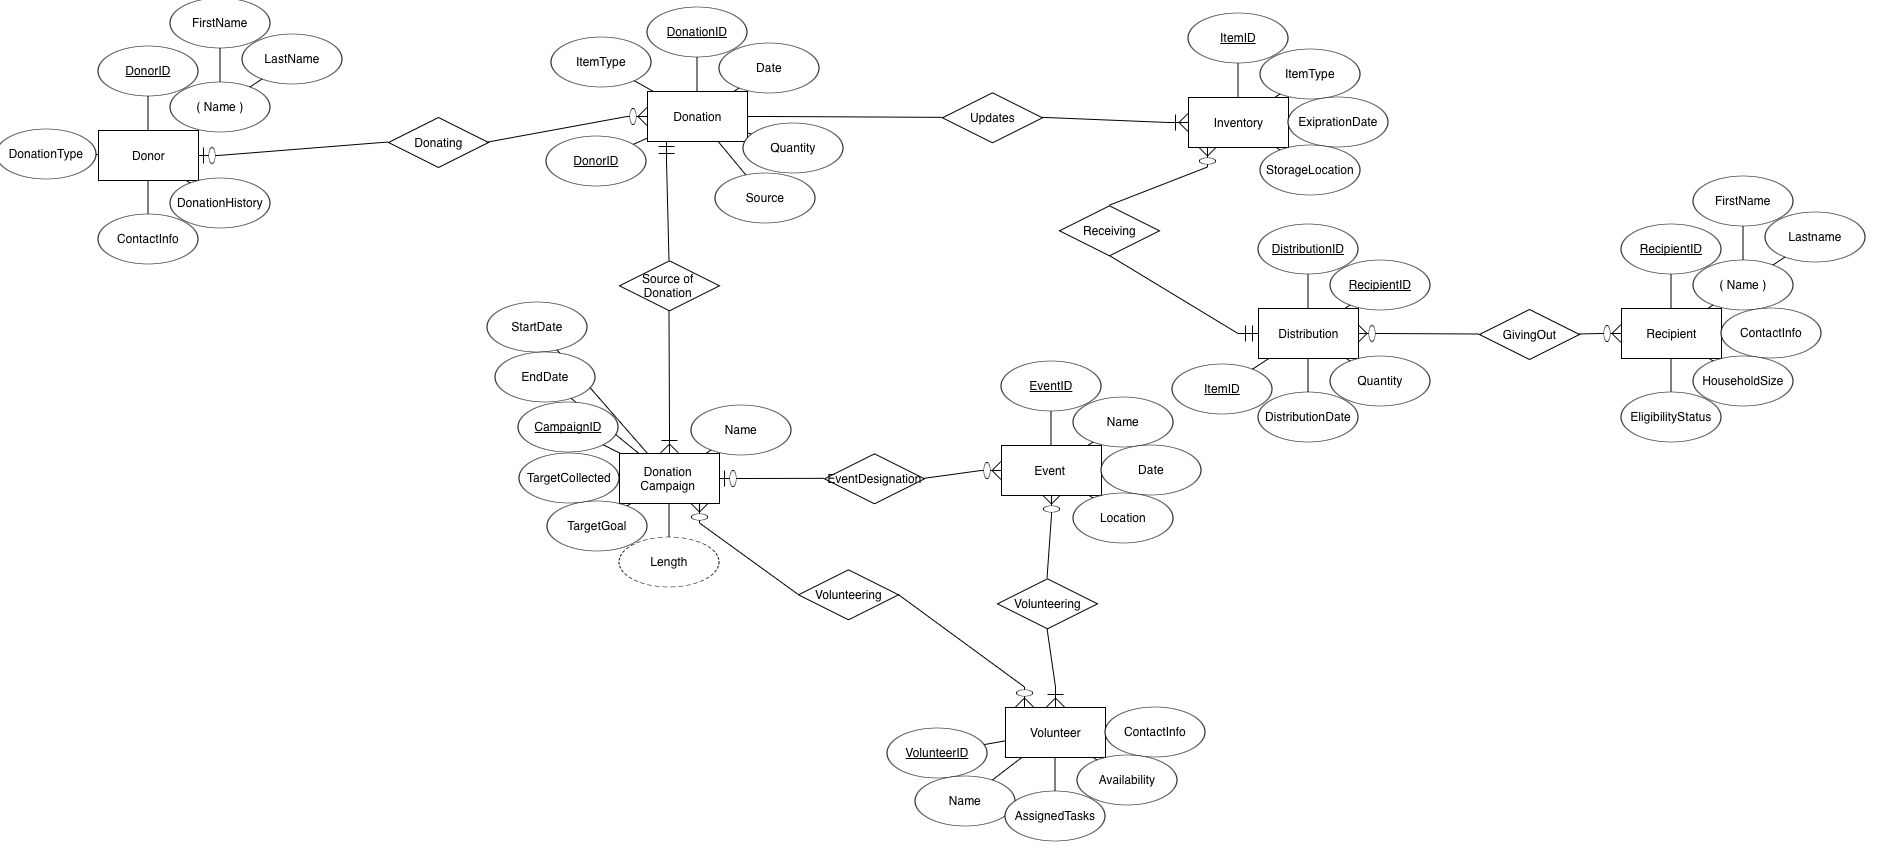 FirstName
LastName
DonorID
( Name )
DonationType
Donor
DonationHistory
ContactInfo
Donating
DonationID
ItemType
Date
Donation
DonorID
Quantity
Source
Updates
ItemID
ItemType
Inventory
ExiprationDate
StorageLocation
Receiving
Source of
Donation
DistributionID
RecipientID
Distribution
ItemID
Quantity
DistributionDate
GivingOut
FirstName
Lastname
RecipientID
( Name )
Recipient
ContactInfo
HouseholdSize
EligibilityStatus
StartDate
EndDate
CampaignID
Name
TargetCollected
Donation
Campaign
TargetGoal
Length
EventDesignation
EventID
Name
Event
Date
Location
Volunteering
Volunteering
Volunteer
ContactInfo
VolunteerID
Availability
Name
AssignedTasks